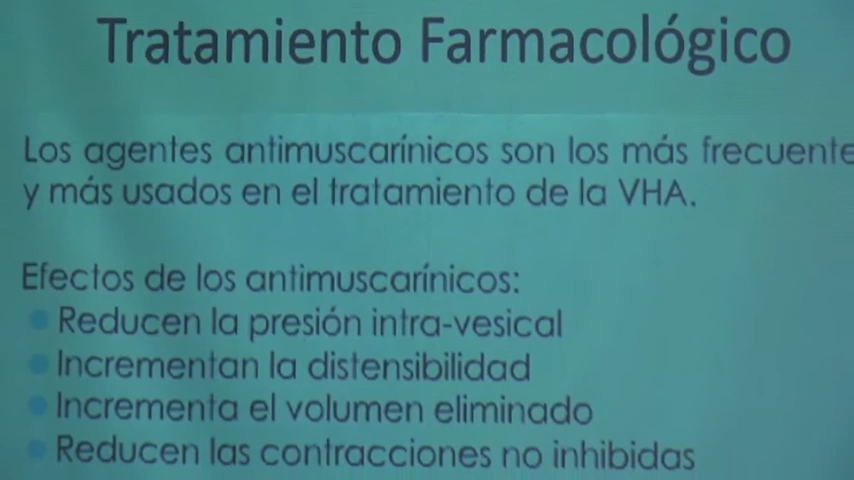 Tratamiento Farmacológico
Los agentes antimuscarínicos son los más frecuente
y más usados en el tratamiento de la VHA.
Efectos de los antimuscarínicos:
Reducen la presión intra-vesical
Incrementan la distensibilidad
Incrementa el volumen eliminado
Reducen las contracciones no inhibidas